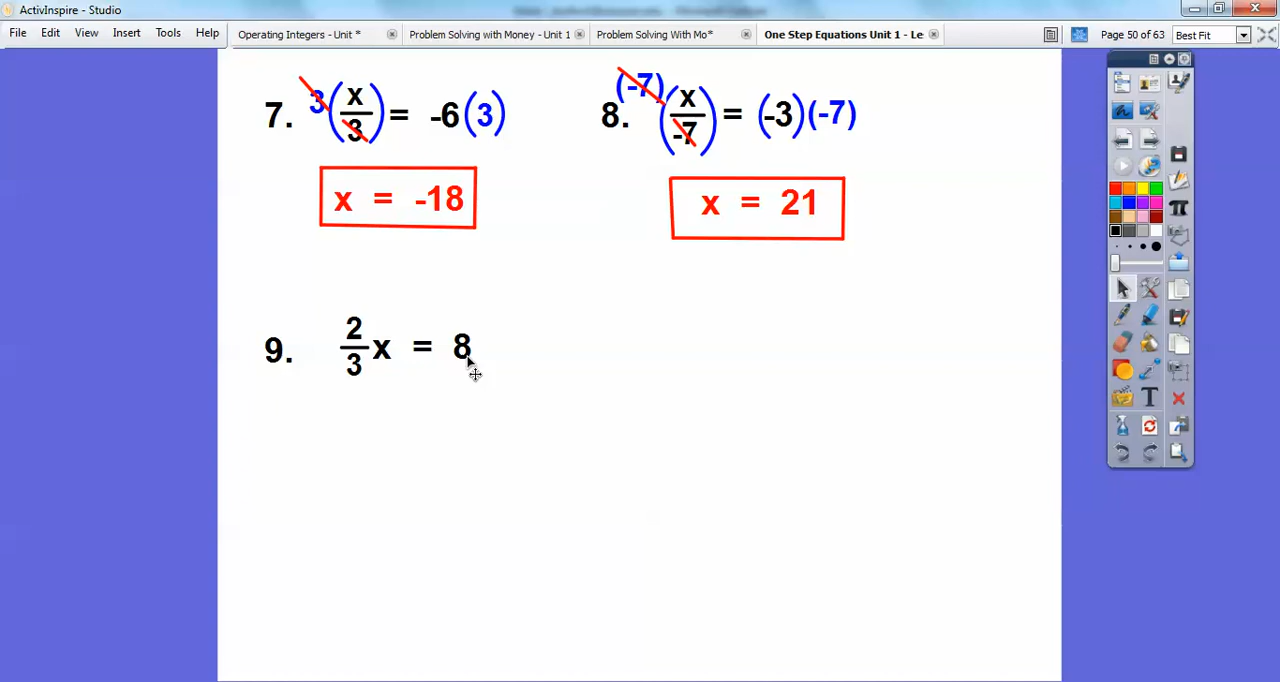 ActivInspire - Studio
File Edit View Insert Tools Help
Operating Integers - Unit * Problem Solving with Money - Unit 1 Problem Solving With Mo* One Step Equations Unit 1 - Le Page 50 of 63 Best Fit
7. 3(x/3) = -6(3)
x = -18
8. (-7)(x/-7) = (-3)(-7)
x = 21
9. 2/3 x = 8